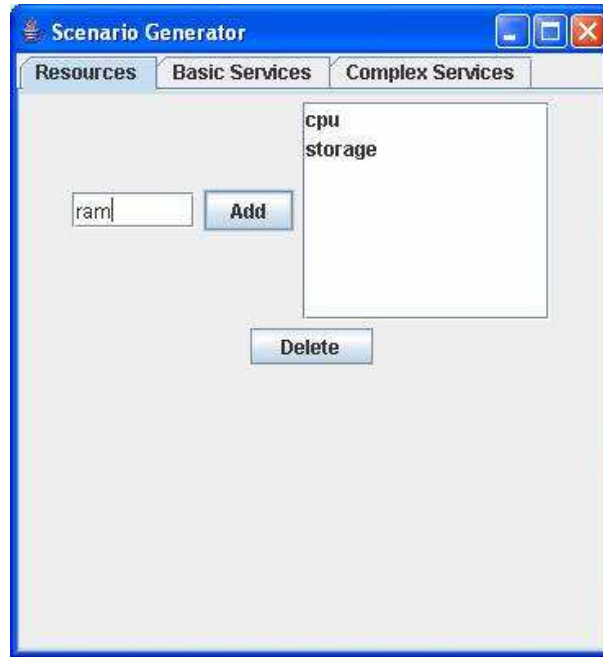 Scenario Generator
Resources Basic Services Complex Services
cpu
storage
ram Add
Delete